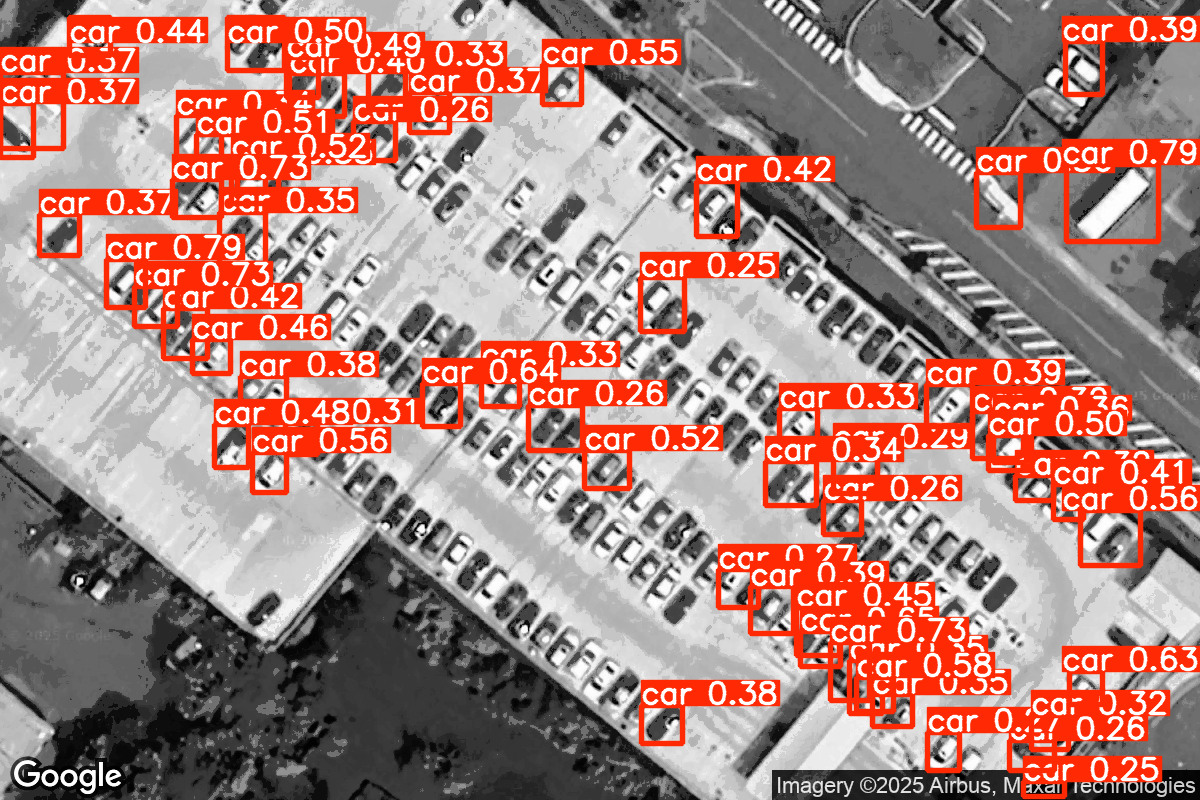 car 0.44
car 0.50
car 0.39
car 0.49
car 0.40
0.33
car 0.55
car 0.37
car 0.37
car 0.37
car 0.26
car 0.51
car 0.52
car 0.73
car 0.42
car 0.79
car 0.37
car 0.35
car 0.79
car 0.73
car 0.25
car 0.42
car 0.46
car 0.38
car 0.33
car 0.64
car 0.39
car 0.26
car 0.33
car 0.480.31
car 0.50
car 0.56
car 0.52
0.29
car 0.34
car 0.41
car 0.26
car 0.56
car 0.27
car 0.39
car 0.45
car 0.73
car 0.58
car 0.63
car 0.35
car 0.38
car 0.32
0.26
car 0.25
Google
Imagery ©2025 Airbus, Maxar Technologies